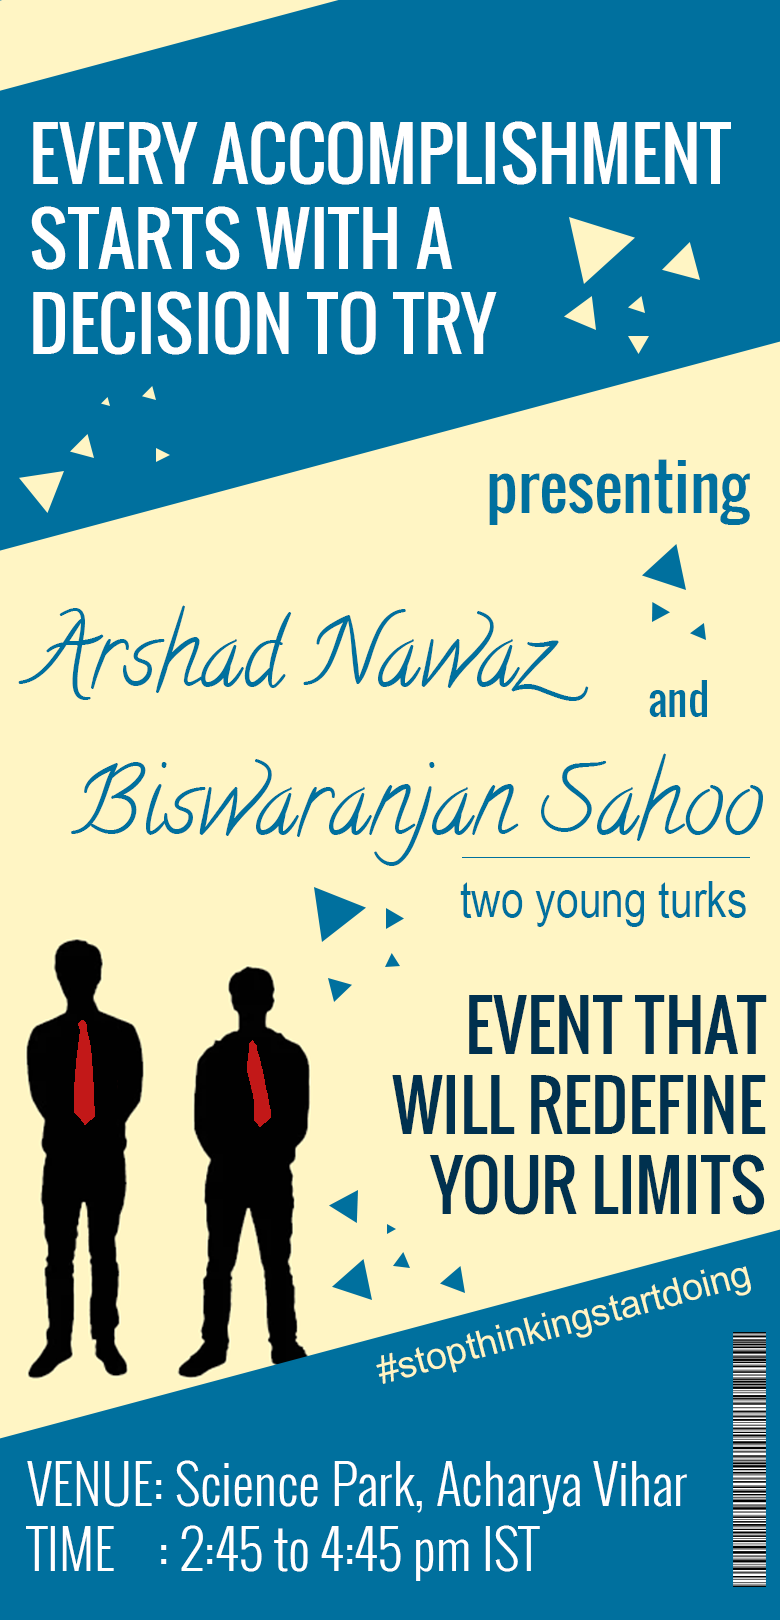 EVERY ACCOMPLISHMENT
STARTS WITH A
DECISION TO TRY
presenting
Arshad Nawaz
and
Biswaranjan Sahoo
two young turks
EVENT THAT
WILL REDEFINE
YOUR LIMITS
#stopthinkingstartdoing
VENUE: Science Park, Acharya Vihar
TIME : 2:45 to 4:45 pm IST